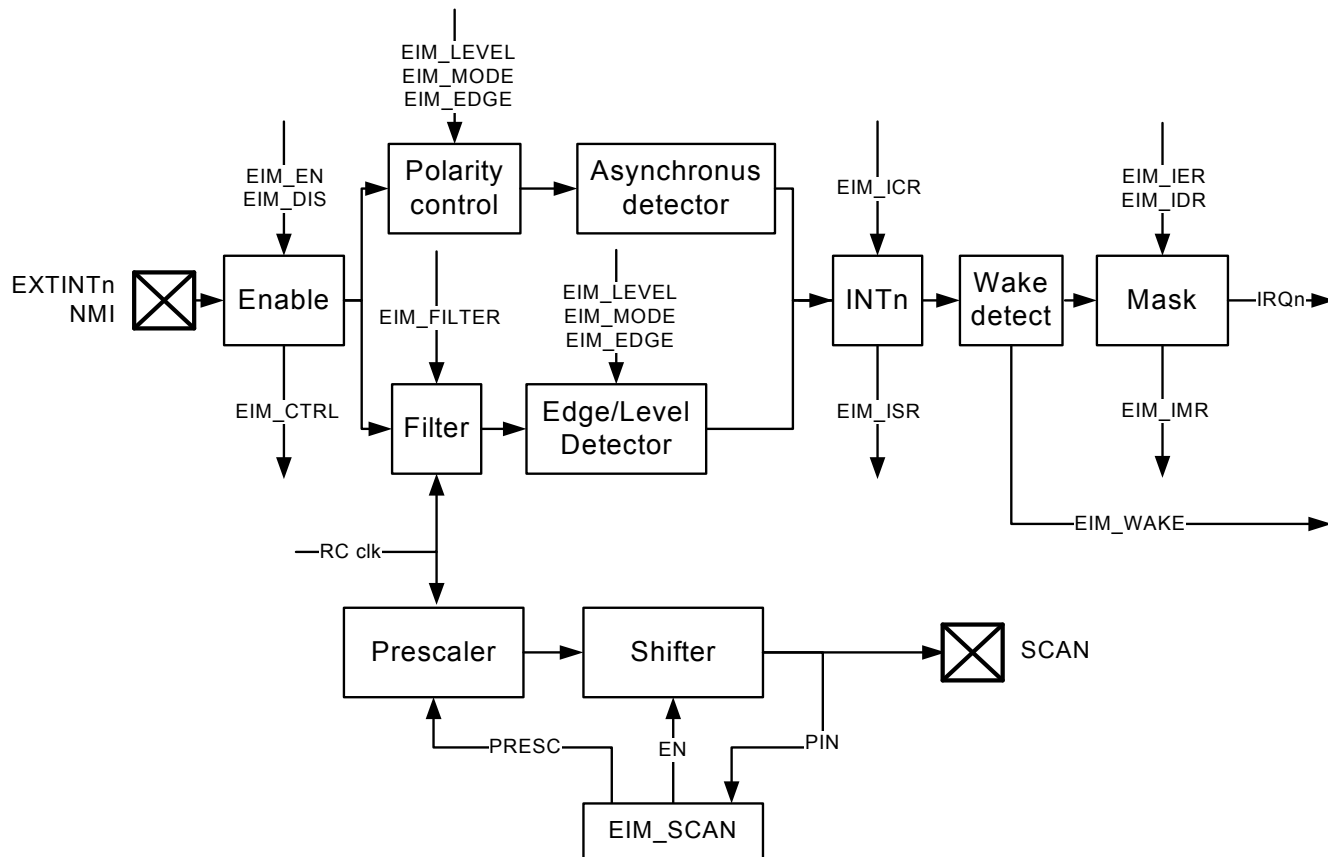 EIM_LEVEL
EIM_MODE
EIM_EDGE
EIM_EN
EIM_DIS
Polarity
control
Asynchronus
detector
EIM_ICR
EIM_IER
EIM_IDR
EXTINTn
NMI
Enable
EIM_FILTER
EIM_LEVEL
EIM_MODE
EIM_EDGE
INTn
Wake
detect
Mask
IRQn
EIM_CTRL
Filter
Edge/Level
Detector
EIM_ISR
EIM_IMR
EIM_WAKE
RC clk
Prescaler
Shifter
SCAN
PRESC
EN
PIN
EIM_SCAN